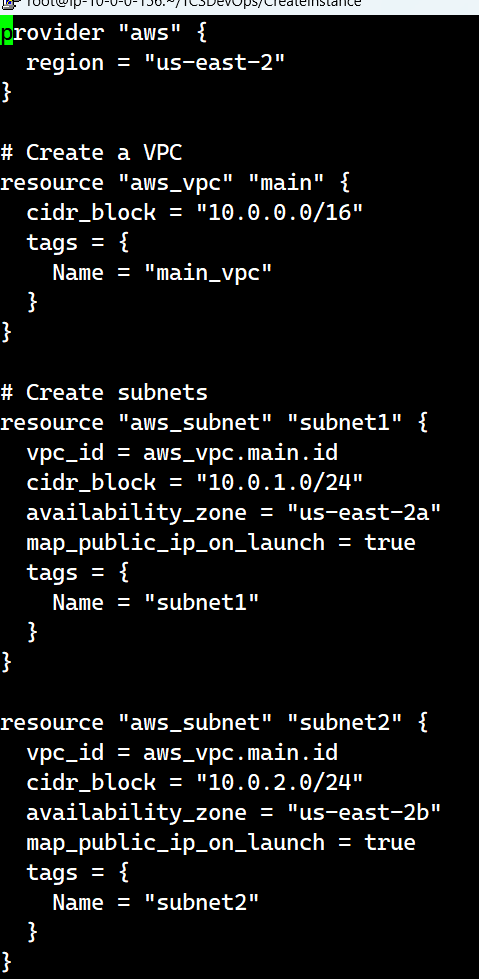 root@ip-10-0-0-156:~/TCSDevOps/CreateInstance
provider "aws" {
  region = "us-east-2"
}

# Create a VPC
resource "aws_vpc" "main" {
  cidr_block = "10.0.0.0/16"
  tags = {
    Name = "main_vpc"
  }
}

# Create subnets
resource "aws_subnet" "subnet1" {
  vpc_id = aws_vpc.main.id
  cidr_block = "10.0.1.0/24"
  availability_zone = "us-east-2a"
  map_public_ip_on_launch = true
  tags = {
    Name = "subnet1"
  }
}

resource "aws_subnet" "subnet2" {
  vpc_id = aws_vpc.main.id
  cidr_block = "10.0.2.0/24"
  availability_zone = "us-east-2b"
  map_public_ip_on_launch = true
  tags = {
    Name = "subnet2"
  }
}